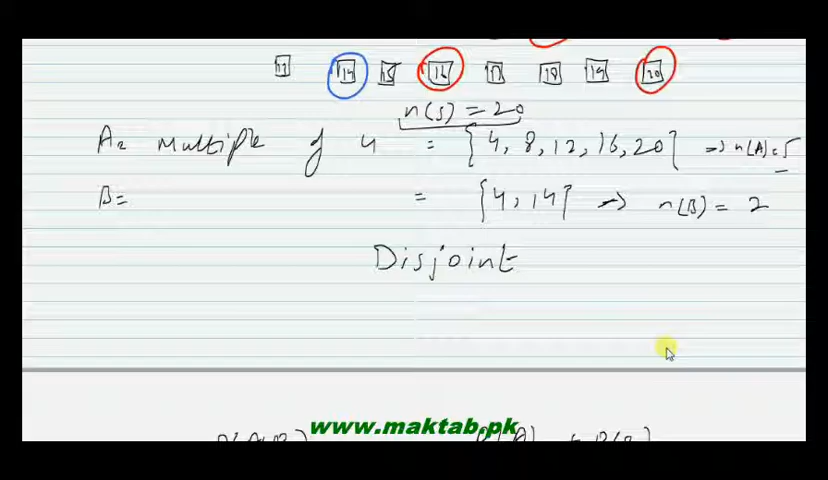 13 14 15 16 17 18 19 20
n(S) = 20
A= Multiple of 4 = {4, 8, 12, 16, 20} => n(A)=5
B= = {4, 14} → n(B) = 2
Disjoint
www.maktab.pk